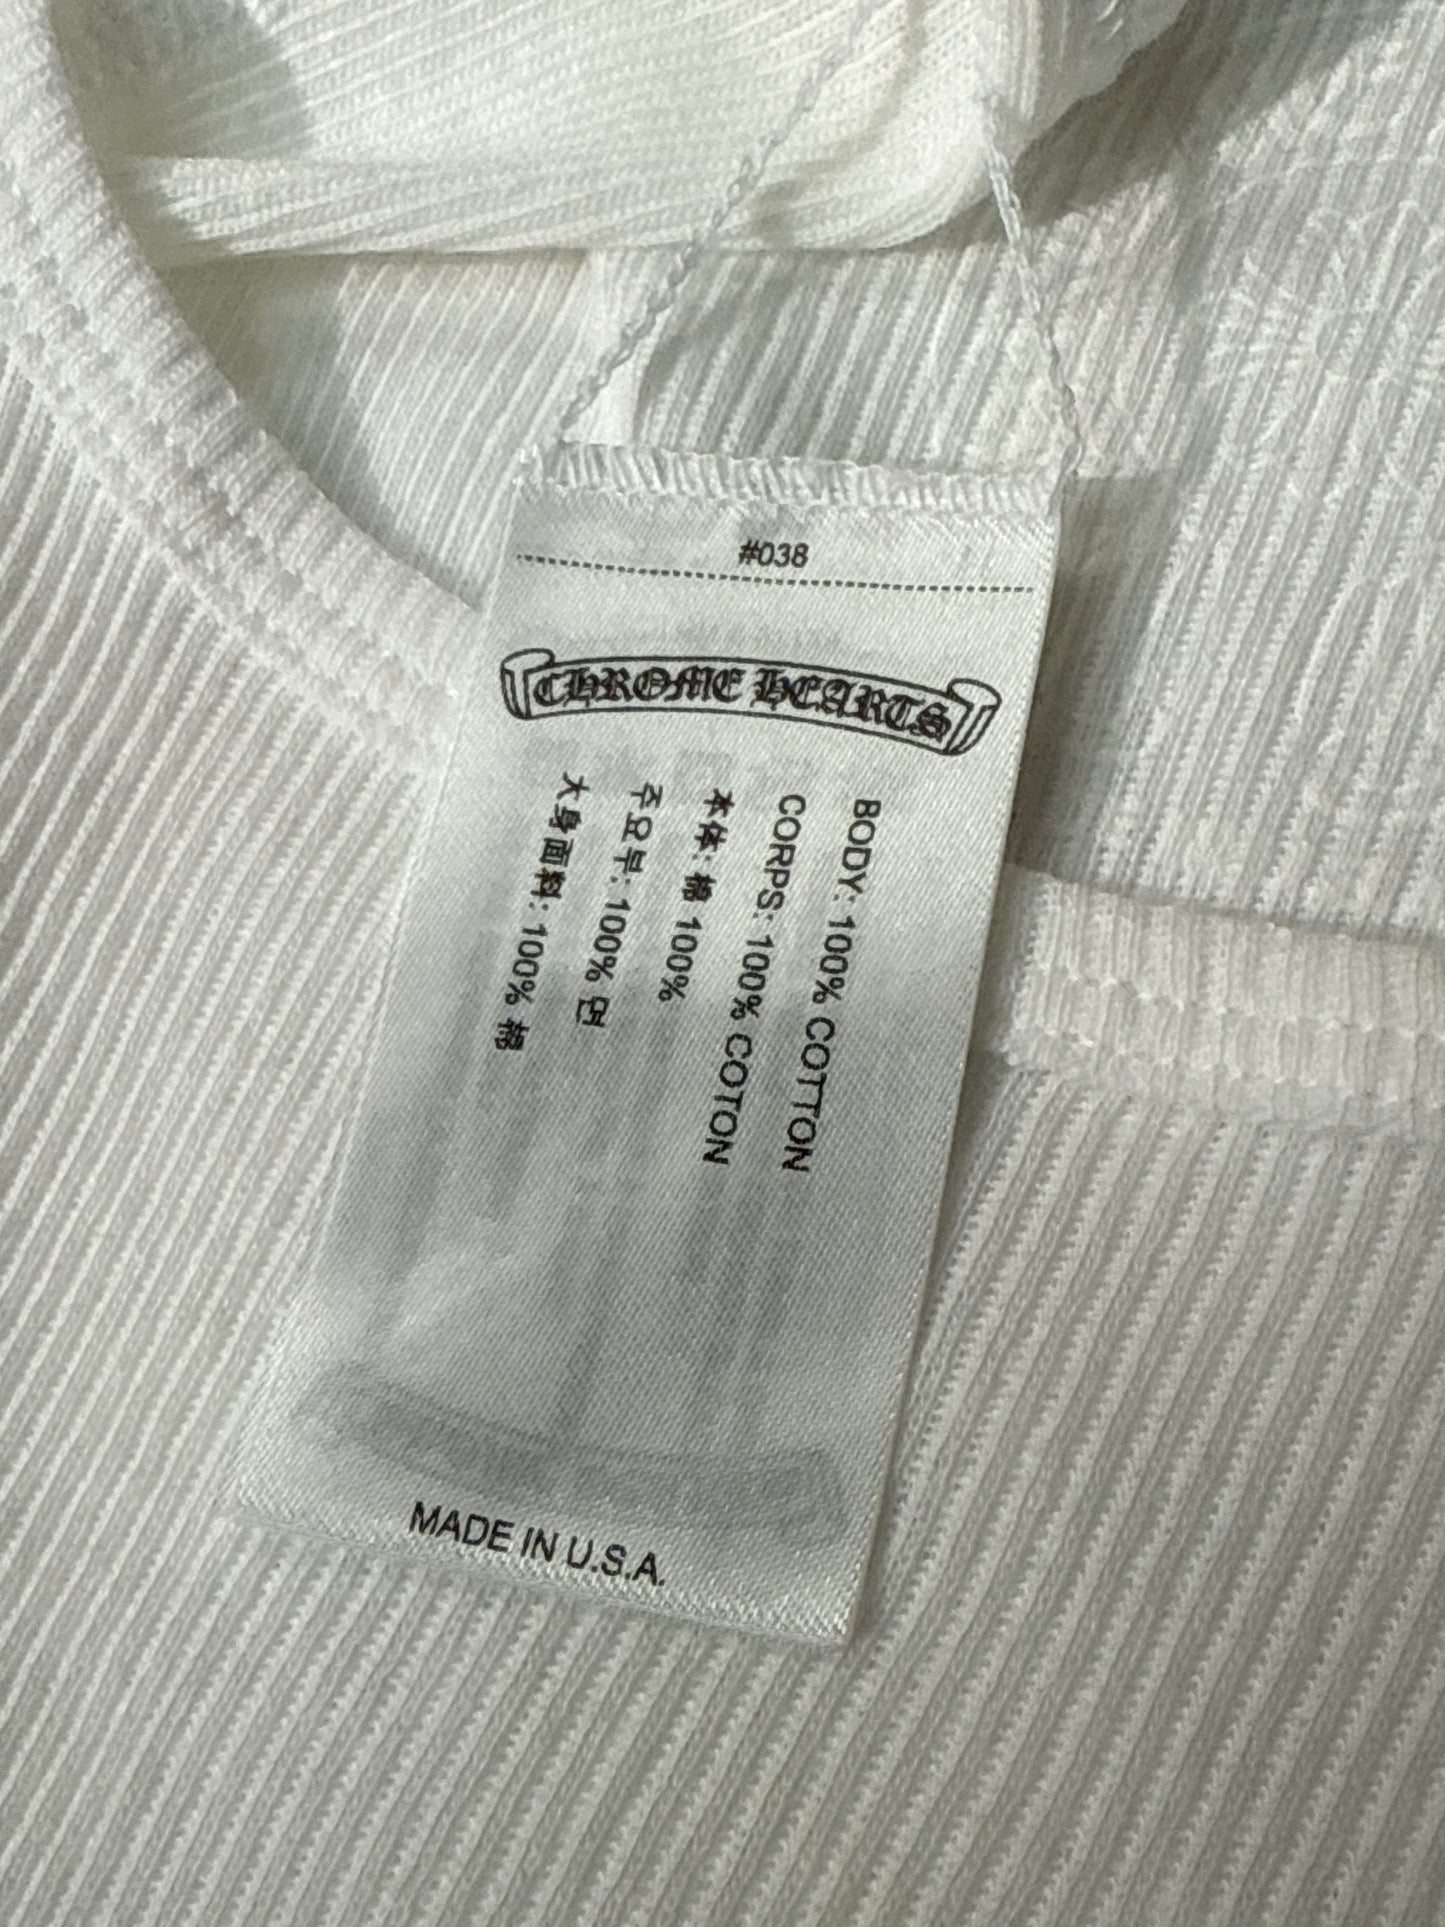 #038
CHROME HEARTS
BODY: 100% COTTON
CORPS: 100% COTON
本体: 棉 100%
주요부: 100% 면
大身面料: 100% 棉
MADE IN U.S.A.